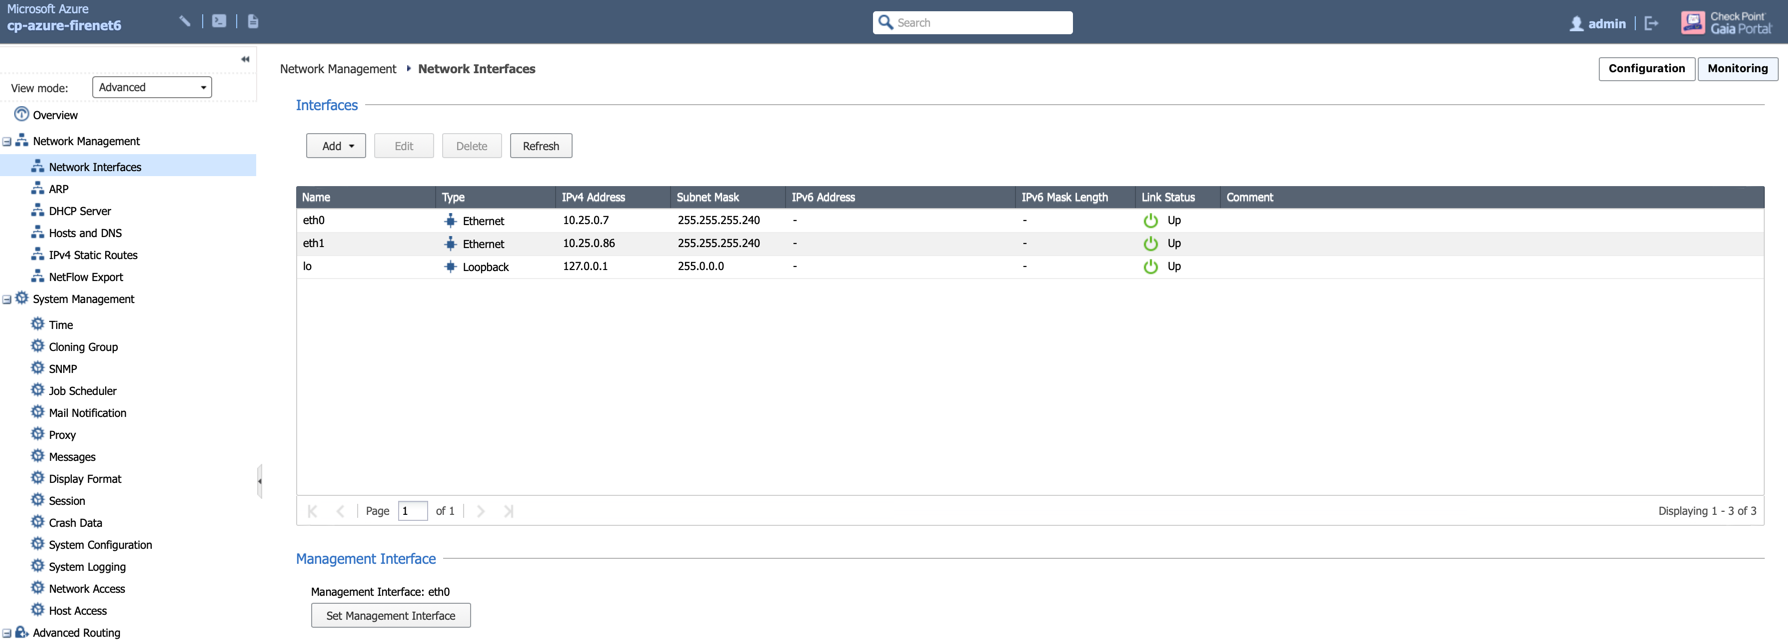 Microsoft Azure
cp-azure-firenet6
Search
admin
Check Point
Gaia Portal
View mode: Advanced
Overview
Network Management
Network Interfaces
ARP
DHCP Server
Hosts and DNS
IPv4 Static Routes
NetFlow Export
System Management
Time
Cloning Group
SNMP
Job Scheduler
Mail Notification
Proxy
Messages
Display Format
Session
Crash Data
System Configuration
System Logging
Network Access
Host Access
Advanced Routing
Network Management Network Interfaces
Configuration Monitoring
Interfaces
Add Edit Delete Refresh
Name Type IPv4 Address Subnet Mask IPv6 Address IPv6 Mask Length Link Status Comment
eth0 Ethernet 10.25.0.7 255.255.255.240 - - Up
eth1 Ethernet 10.25.0.86 255.255.255.240 - - Up
lo Loopback 127.0.0.1 255.0.0.0 - - Up
Page 1 of 1 Displaying 1 - 3 of 3
Management Interface
Management Interface: eth0
Set Management Interface